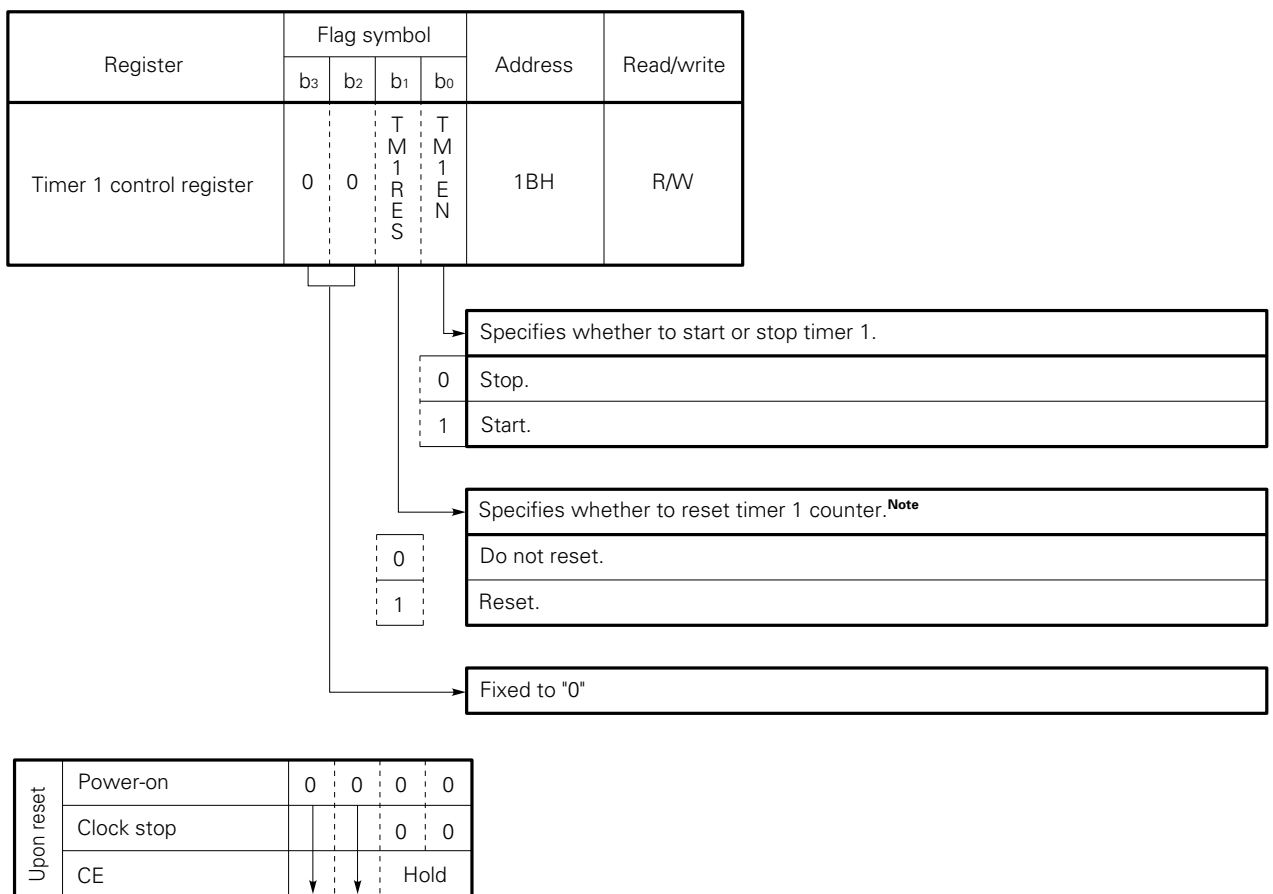 Register
Flag symbol
Address
Read/write
b3 b2 b1 b0
Timer 1 control register
0 0
TM1RES
TM1EN
1BH
R/W
Specifies whether to start or stop timer 1.
0 Stop.
1 Start.
Specifies whether to reset timer 1 counter.Note
0 Do not reset.
1 Reset.
Fixed to "0"
Upon reset
Power-on 0 0 0 0
Clock stop 0 0
CE Hold